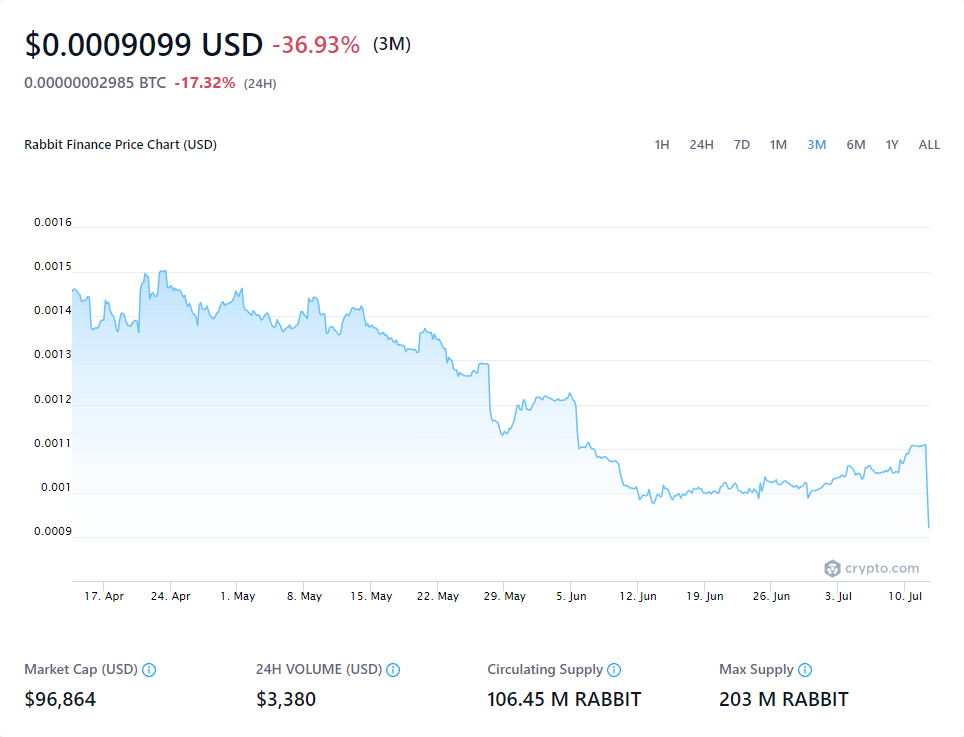 $0.0009099 USD -36.93% (3M)
0.00000002985 BTC -17.32% (24H)
Rabbit Finance Price Chart (USD) 1H 24H 7D 1M 3M 6M 1Y ALL
0.0016
0.0015
0.0014
0.0013
0.0012
0.0011
0.001
0.0009
crypto.com
17. Apr 24. Apr 1. May 8. May 15. May 22. May 29. May 5. Jun 12. Jun 19. Jun 26. Jun 3. Jul 10. Jul
Market Cap (USD) 24H VOLUME (USD) Circulating Supply Max Supply
$96,864 $3,380 106.45 M RABBIT 203 M RABBIT